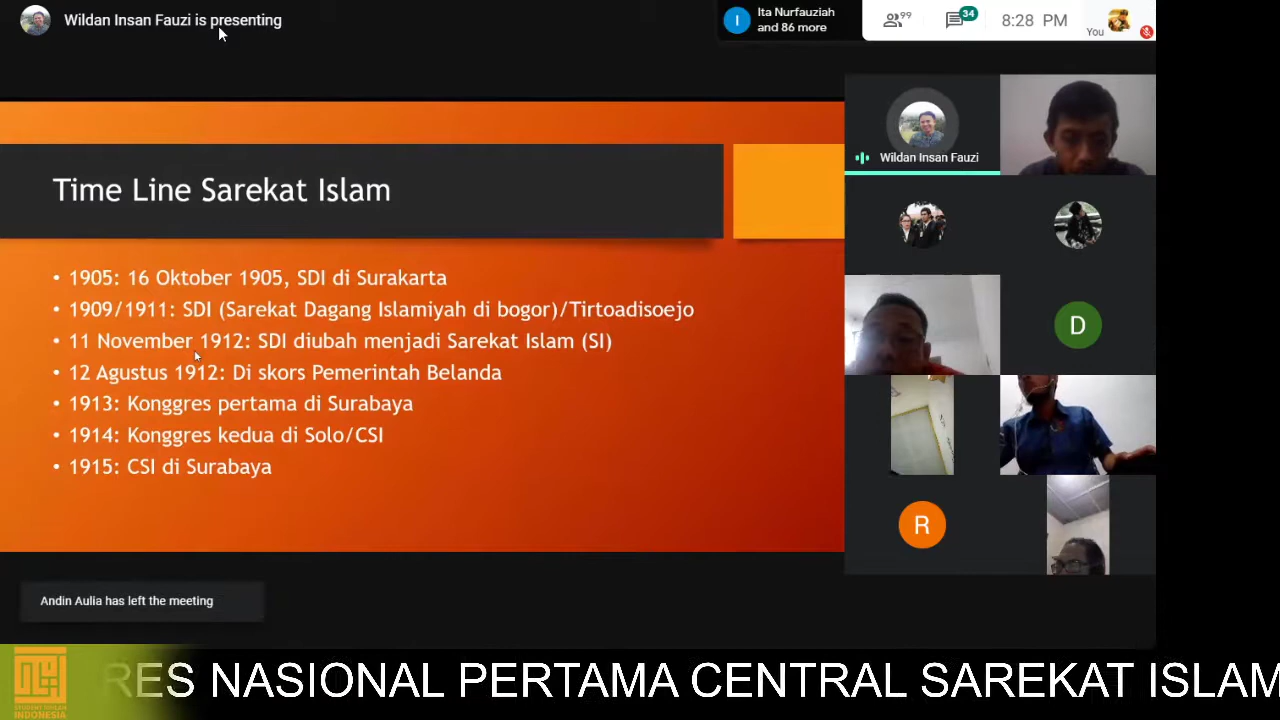 Wildan Insan Fauzi is presenting
Ita Nurfauziah
and 86 more
I
99
34
8:28 PM
You
Wildan Insan Fauzi
Time Line Sarekat Islam
• 1905: 16 Oktober 1905, SDI di Surakarta
• 1909/1911: SDI (Sarekat Dagang Islamiyah di bogor)/Tirtoadisoejo
• 11 November 1912: SDI diubah menjadi Sarekat Islam (SI)
• 12 Agustus 1912: Di skors Pemerintah Belanda
• 1913: Konggres pertama di Surabaya
• 1914: Konggres kedua di Solo/CSI
• 1915: CSI di Surabaya
D
R
Andin Aulia has left the meeting
RES NASIONAL PERTAMA CENTRAL SAREKAT ISLAM
INDONESIA